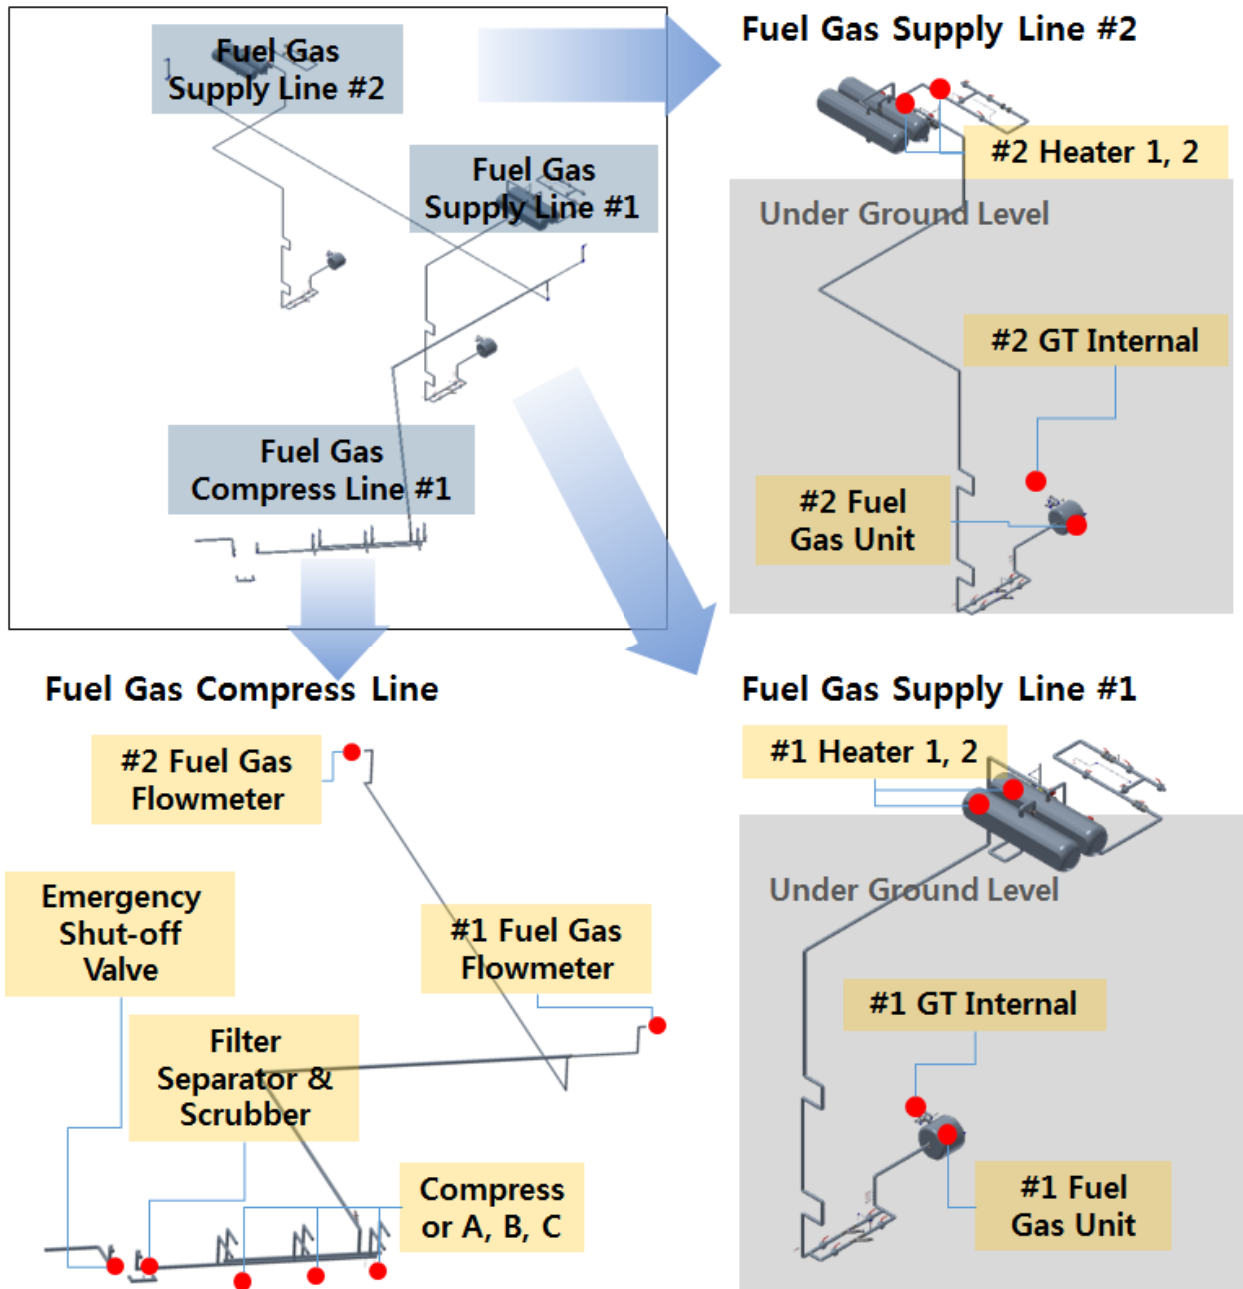 Fuel Gas
Supply Line #2
Fuel Gas
Supply Line #1
Fuel Gas
Compress Line #1
Fuel Gas Supply Line #2
#2 Heater 1, 2
Under Ground Level
#2 GT Internal
#2 Fuel
Gas Unit
Fuel Gas Compress Line
#2 Fuel Gas
Flowmeter
Emergency
Shut-off
Valve
#1 Fuel Gas
Flowmeter
Filter
Separator &
Scrubber
Compress
or A, B, C
Fuel Gas Supply Line #1
#1 Heater 1, 2
Under Ground Level
#1 GT Internal
#1 Fuel
Gas Unit